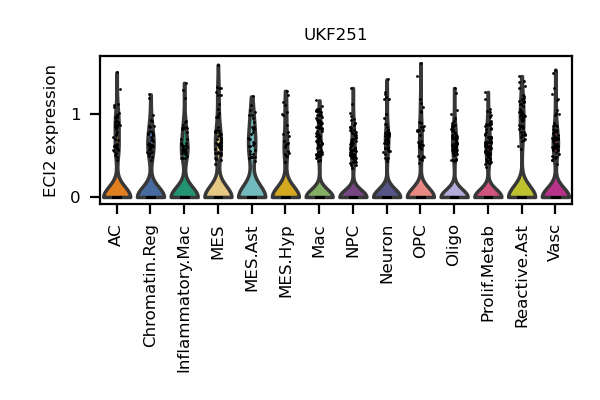 UKF251
ECI2 expression
1
0
AC
Chromatin.Reg
Inflammatory.Mac
MES
MES.Ast
MES.Hyp
Mac
NPC
Neuron
OPC
Oligo
Prolif.Metab
Reactive.Ast
Vasc